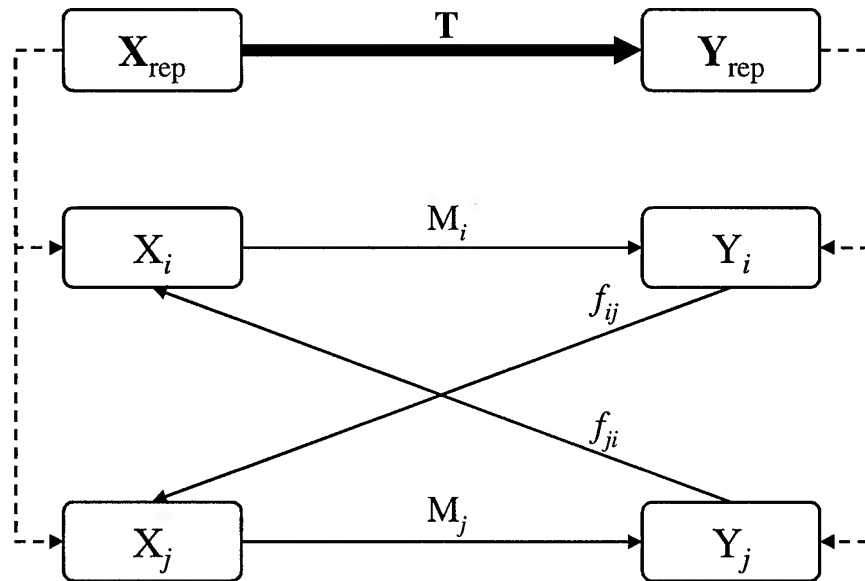 T
X_rep Y_rep
M_i
X_i Y_i
f_ij
f_ji
M_j
X_j Y_j